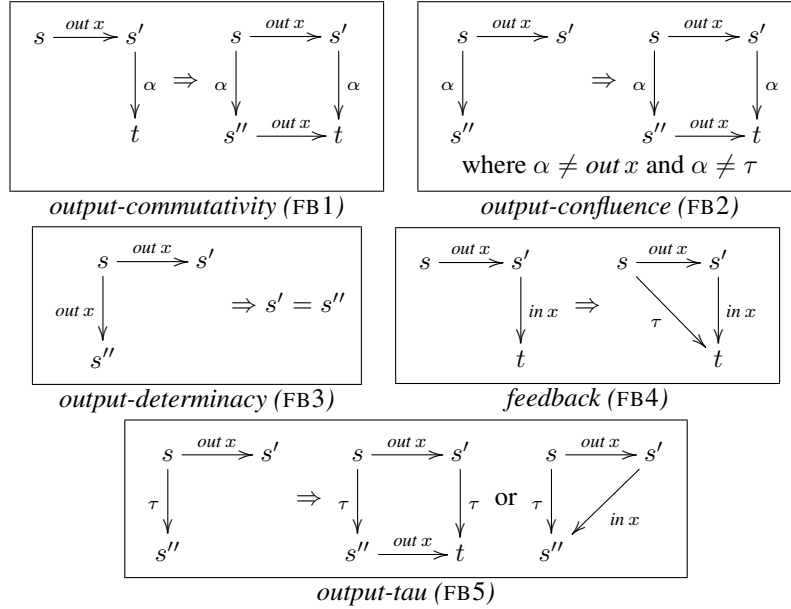 s out x s′ s out x s′
α ⇒ α α
t s″ out x t
output-commutativity (FB1)
s out x s′ s out x s′
α ⇒ α α
s″ s″ out x t
where α ≠ out x and α ≠ τ
output-confluence (FB2)
s out x s′
out x ⇒ s′ = s″
s″
output-determinacy (FB3)
s out x s′ s out x s′
in x ⇒ τ in x
t t
feedback (FB4)
s out x s′ s out x s′ s out x s′
τ ⇒ τ τ or τ in x
s″ s″ out x t s″
output-tau (FB5)